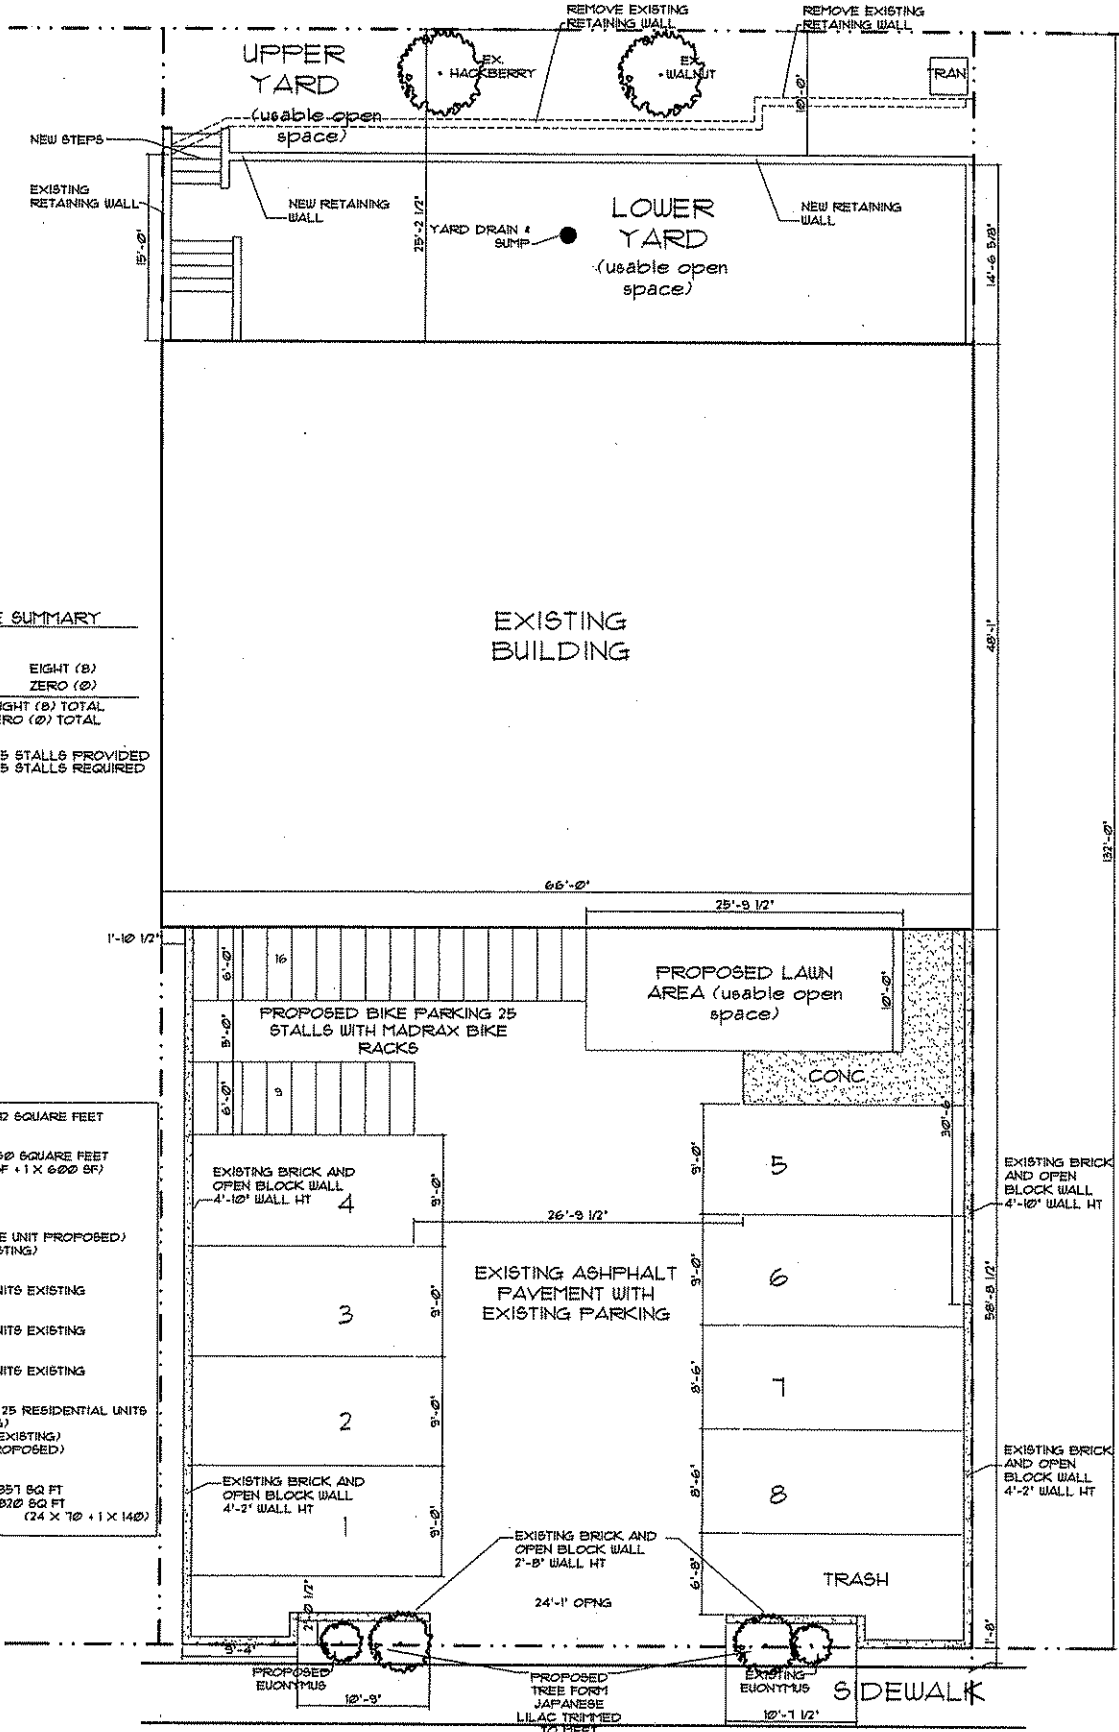 REMOVE EXISTING
RETAINING WALL
REMOVE EXISTING
RETAINING WALL
UPPER
YARD
(usable open
space)
EX.
HACKBERRY
EX.
WALNUT
TRAN
10'-0"
NEW STEPS
EXISTING
RETAINING WALL
NEW RETAINING
WALL
15'-0"
25'-2 1/2"
YARD DRAIN &
SUMP
LOWER
YARD
(usable open
space)
NEW RETAINING
WALL
14'-6 5/8"
EXISTING
BUILDING
48'-1"
132'-0"
E SUMMARY
EIGHT (8)
ZERO (0)
IGHT (8) TOTAL
ERO (0) TOTAL
5 STALLS PROVIDED
5 STALLS REQUIRED
66'-0"
25'-9 1/2"
1'-10 1/2"
6'-0"
16
PROPOSED LAWN
AREA (usable open
space)
10'-0"
PROPOSED BIKE PARKING 25
STALLS WITH MADRAX BIKE
RACKS
5'-0"
6'-0"
9
CONC
30'-6"
12 SQUARE FEET
50 SQUARE FEET
SF + 1 X 600 SF)
E UNIT PROPOSED)
STING)
NITS EXISTING
NITS EXISTING
NITS EXISTING
25 RESIDENTIAL UNITS
EXISTING)
ROPOSED)
857 SQ FT
820 SQ FT
(24 X 70 + 1 X 140)
EXISTING BRICK AND
OPEN BLOCK WALL
4'-10" WALL HT
4
9'-0"
9'-0"
5
EXISTING BRICK
AND OPEN
BLOCK WALL
4'-10" WALL HT
26'-9 1/2"
EXISTING ASHPHALT
PAVEMENT WITH
EXISTING PARKING
3
9'-0"
9'-0"
6
58'-8 1/2"
2
9'-0"
8'-6"
7
EXISTING BRICK AND
OPEN BLOCK WALL
4'-2" WALL HT
1
9'-0"
8'-6"
8
EXISTING BRICK
AND OPEN
BLOCK WALL
4'-2" WALL HT
EXISTING BRICK AND
OPEN BLOCK WALL
2'-8" WALL HT
6'-8"
TRASH
24'-1" OPNG
9'-4"
1'-8"
PROPOSED
EUONYMUS
10'-9"
PROPOSED
TREE FORM
JAPANESE
LILAC TRIMMED
TO MEET
EXISTING
EUONYMUS
10'-7 1/2"
SIDEWALK